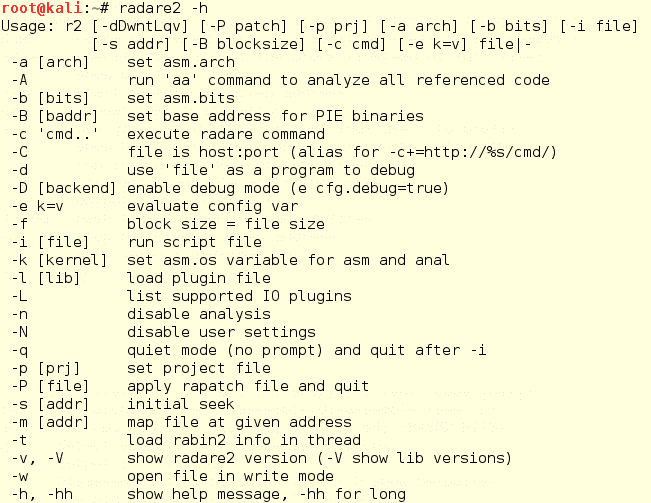 root@kali:~# radare2 -h
Usage: r2 [-dDwntLqv] [-P patch] [-p prj] [-a arch] [-b bits] [-i file]
          [-s addr] [-B blocksize] [-c cmd] [-e k=v] file|-
 -a [arch]    set asm.arch
 -A           run 'aa' command to analyze all referenced code
 -b [bits]    set asm.bits
 -B [baddr]   set base address for PIE binaries
 -c 'cmd..'   execute radare command
 -C           file is host:port (alias for -c+=http://%s/cmd/)
 -d           use 'file' as a program to debug
 -D [backend] enable debug mode (e cfg.debug=true)
 -e k=v       evaluate config var
 -f           block size = file size
 -i [file]    run script file
 -k [kernel]  set asm.os variable for asm and anal
 -l [lib]     load plugin file
 -L           list supported IO plugins
 -n           disable analysis
 -N           disable user settings
 -q           quiet mode (no prompt) and quit after -i
 -p [prj]     set project file
 -P [file]    apply rapatch file and quit
 -s [addr]    initial seek
 -m [addr]    map file at given address
 -t           load rabin2 info in thread
 -v, -V       show radare2 version (-V show lib versions)
 -w           open file in write mode
 -h, -hh      show help message, -hh for long